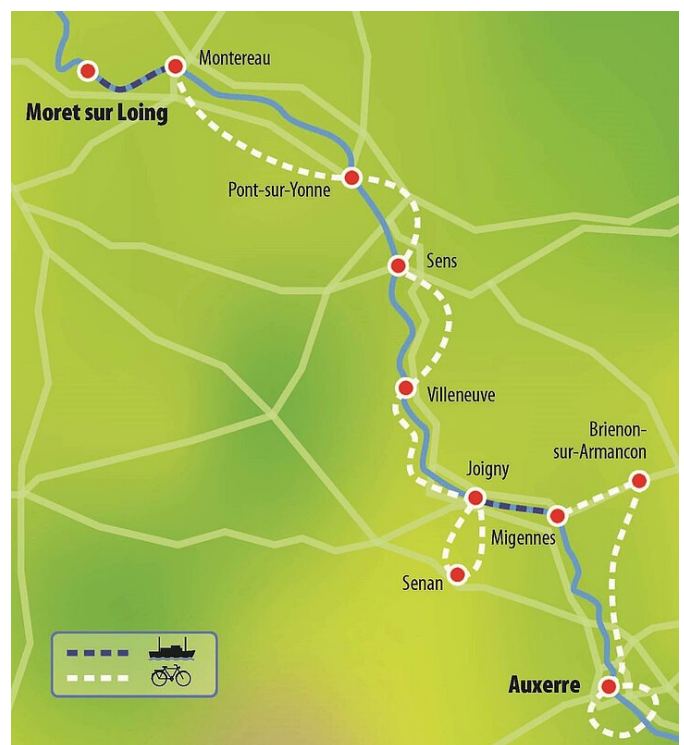 Montereau
Moret sur Loing
Pont-sur-Yonne
Sens
Villeneuve
Brienon-
sur-Armancon
Joigny
Migennes
Senan
Auxerre